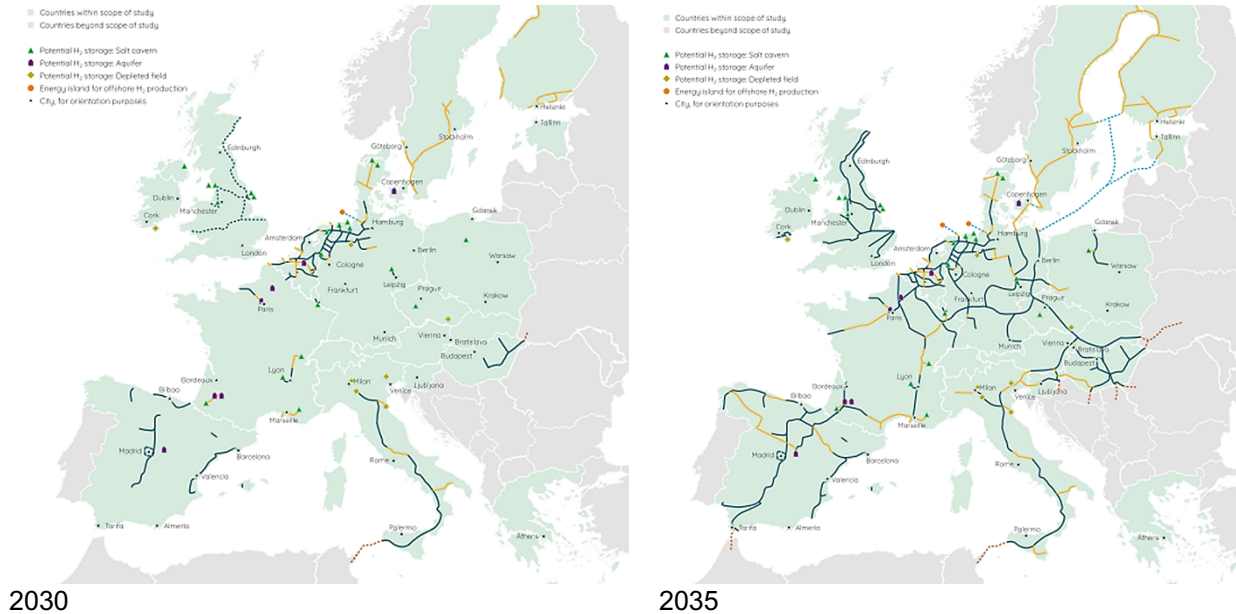 Countries within scope of study
Countries beyond scope of study
Potential H₂ storage: Salt cavern
Potential H₂ storage: Aquifer
Potential H₂ storage: Depleted field
Energy island for offshore H₂ production
City, for orientation purposes
Helsinki
Tallinn
Stockholm
Göteborg
Edinburgh
Copenhagen
Dublin
Manchester
Cork
Gdansk
Hamburg
Amsterdam
Berlin
London
Warsaw
Cologne
Leipzig
Frankfurt
Prague
Krakow
Paris
Munich
Vienna
Bratislava
Budapest
Lyon
Milan
Ljubljana
Venice
Bordeaux
Bilbao
Marseille
Madrid
Barcelona
Rome
Valencia
Tarifa
Almeria
Palermo
Athens
2030
Countries within scope of study
Countries beyond scope of study
Potential H₂ storage: Salt cavern
Potential H₂ storage: Aquifer
Potential H₂ storage: Depleted field
Energy island for offshore H₂ production
City, for orientation purposes
Helsinki
Tallinn
Stockholm
Göteborg
Edinburgh
Copenhagen
Dublin
Manchester
Cork
Gdansk
Hamburg
Amsterdam
Berlin
London
Warsaw
Cologne
Leipzig
Frankfurt
Prague
Krakow
Paris
Munich
Vienna
Bratislava
Budapest
Lyon
Milan
Ljubljana
Venice
Bordeaux
Bilbao
Marseille
Madrid
Barcelona
Rome
Valencia
Tarifa
Almeria
Palermo
Athens
2035